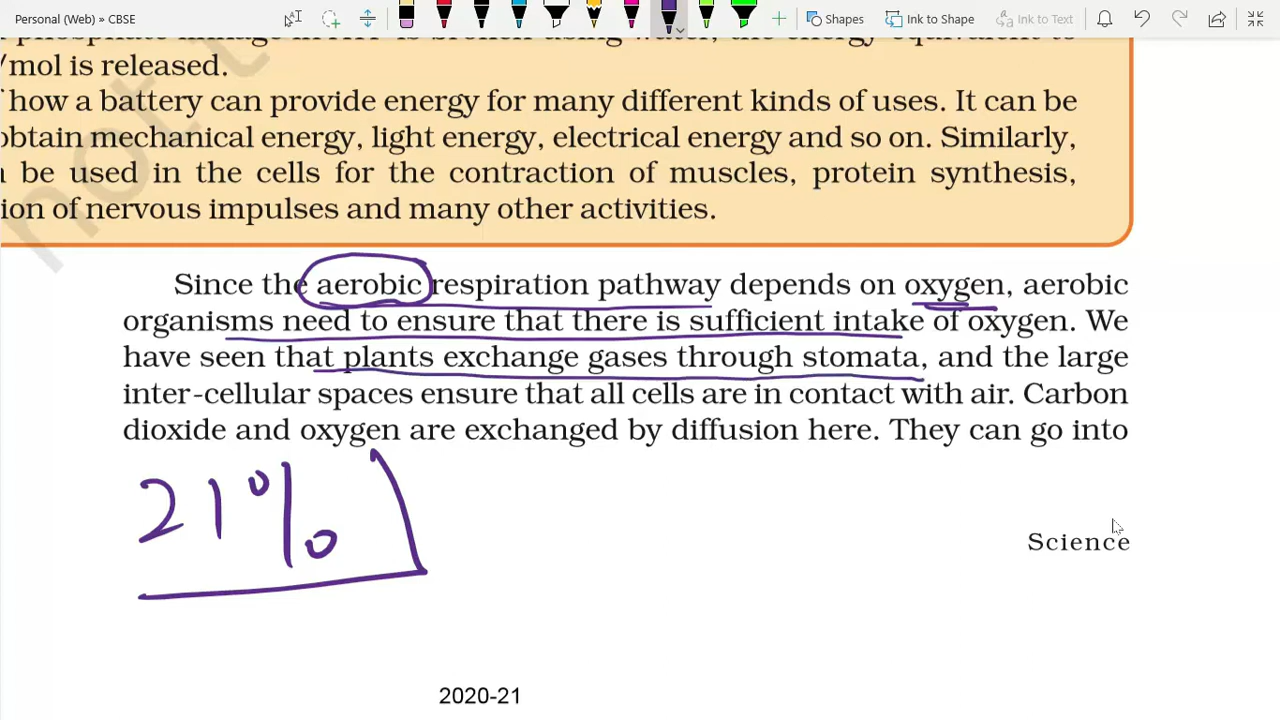 Personal (Web) » CBSE
Shapes
Ink to Shape
Ink to Text
/mol is released.
how a battery can provide energy for many different kinds of uses. It can be
obtain mechanical energy, light energy, electrical energy and so on. Similarly,
be used in the cells for the contraction of muscles, protein synthesis,
ion of nervous impulses and many other activities.
not t
Since the aerobic respiration pathway depends on oxygen, aerobic
organisms need to ensure that there is sufficient intake of oxygen. We
have seen that plants exchange gases through stomata, and the large
inter-cellular spaces ensure that all cells are in contact with air. Carbon
dioxide and oxygen are exchanged by diffusion here. They can go into
21%
Science
2020-21